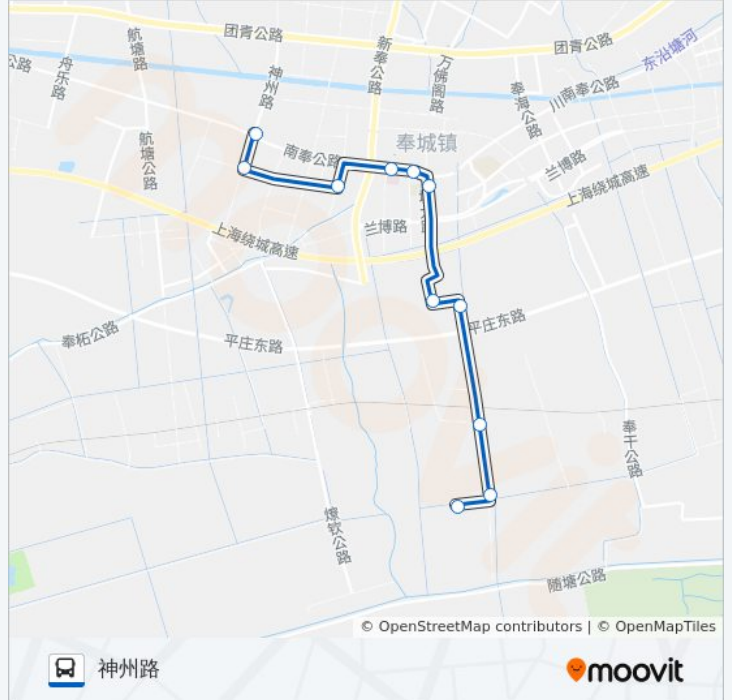 团青公路
新奉公路
团青公路
东沿塘河
航塘路
舟乐路
公路
神州路
万佛阁路
奉海公路
川南奉公路
航塘公路
南奉公路
奉城镇
兰博路
上海绕城高速
兰博路
上海绕城高速
奉柘公路
平庄东路
平庄东路
奉干公路
燎钦公路
随塘公路
© OpenStreetMap contributors | © OpenMapTiles
神州路
moovit